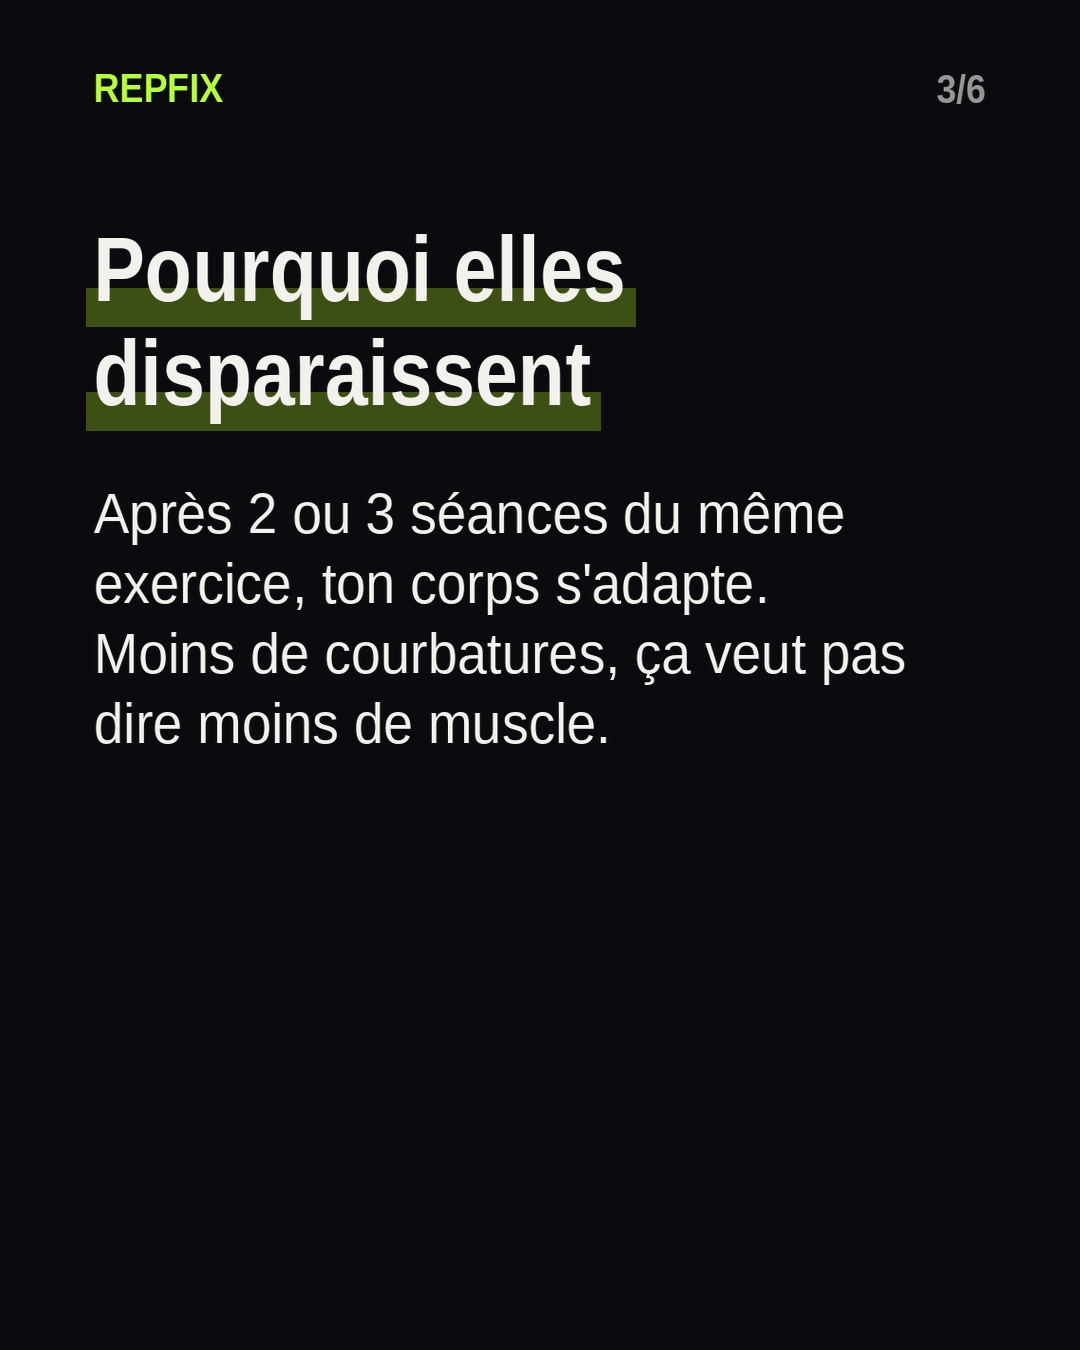 REPFIX
3/6
Pourquoi elles
disparaissent
Après 2 ou 3 séances du même
exercice, ton corps s'adapte.
Moins de courbatures, ça veut pas
dire moins de muscle.